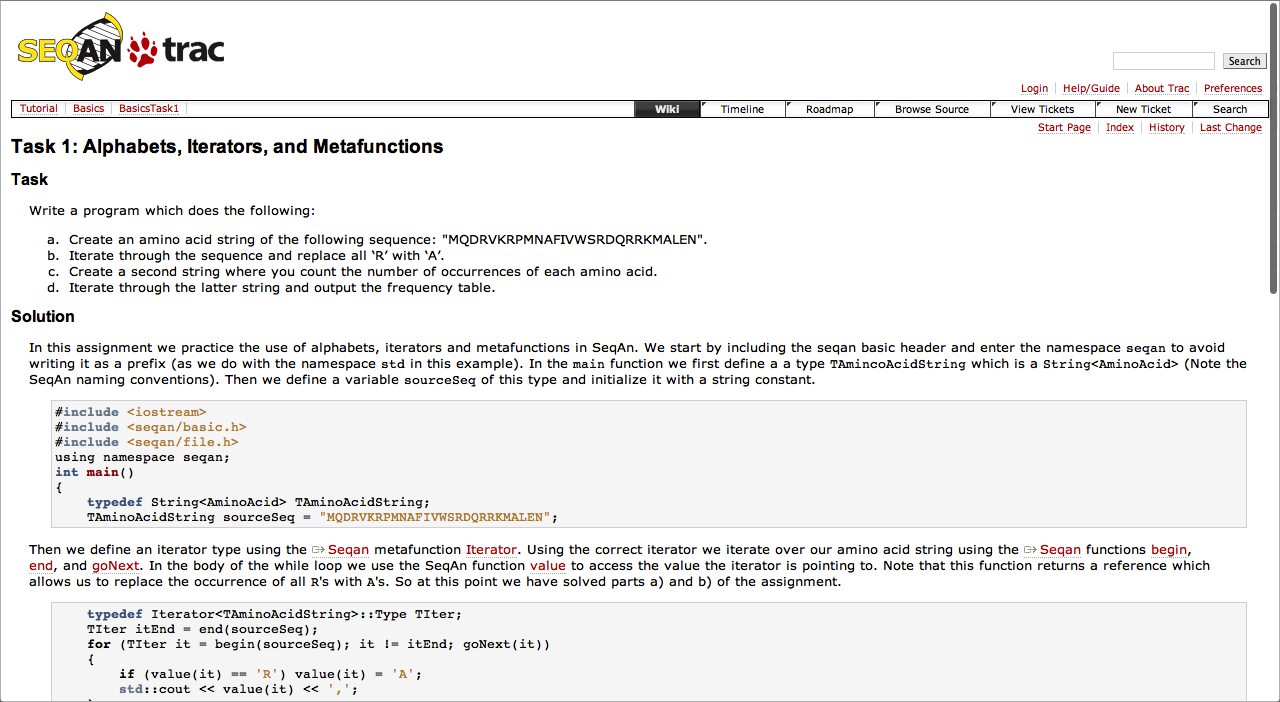 SEQAN trac
Search
Login Help/Guide About Trac Preferences
Tutorial Basics BasicsTask1 Wiki Timeline Roadmap Browse Source View Tickets New Ticket Search
Start Page Index History Last Change
Task 1: Alphabets, Iterators, and Metafunctions
Task
Write a program which does the following:
a. Create an amino acid string of the following sequence: "MQDRVKRPMNAFIVWSRDQRRKMALEN".
b. Iterate through the sequence and replace all ‘R’ with ‘A’.
c. Create a second string where you count the number of occurrences of each amino acid.
d. Iterate through the latter string and output the frequency table.
Solution
In this assignment we practice the use of alphabets, iterators and metafunctions in SeqAn. We start by including the seqan basic header and enter the namespace seqan to avoid
writing it as a prefix (as we do with the namespace std in this example). In the main function we first define a a type TAmincoAcidString which is a String<AminoAcid> (Note the
SeqAn naming conventions). Then we define a variable sourceSeq of this type and initialize it with a string constant.
#include <iostream>
#include <seqan/basic.h>
#include <seqan/file.h>
using namespace seqan;
int main()
{
typedef String<AminoAcid> TAminoAcidString;
TAminoAcidString sourceSeq = "MQDRVKRPMNAFIVWSRDQRRKMALEN";
Then we define an iterator type using the Seqan metafunction Iterator. Using the correct iterator we iterate over our amino acid string using the Seqan functions begin,
end, and goNext. In the body of the while loop we use the SeqAn function value to access the value the iterator is pointing to. Note that this function returns a reference which
allows us to replace the occurrence of all R's with A's. So at this point we have solved parts a) and b) of the assignment.
typedef Iterator<TAminoAcidString>::Type TIter;
TIter itEnd = end(sourceSeq);
for (TIter it = begin(sourceSeq); it != itEnd; goNext(it))
{
if (value(it) == 'R') value(it) = 'A';
std::cout << value(it) << ',';